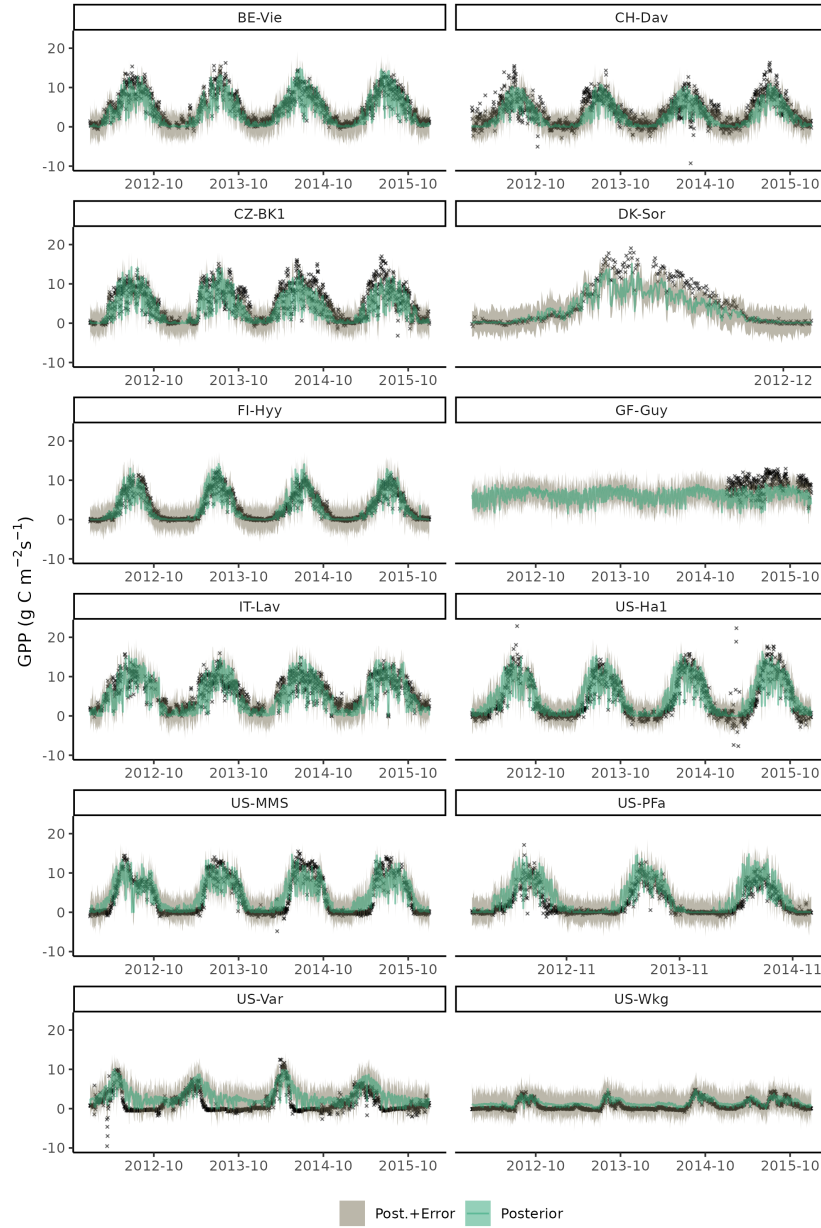 BE-Vie CH-Dav
20
10
0
-10
2012-10 2013-10 2014-10 2015-10 2012-10 2013-10 2014-10 2015-10
CZ-BK1 DK-Sor
20
10
0
-10
2012-10 2013-10 2014-10 2015-10 2012-12
FI-Hyy GF-Guy
20
10
0
-10
2012-10 2013-10 2014-10 2015-10 2012-10 2013-10 2014-10 2015-10
GPP (g C m⁻²s⁻¹)
IT-Lav US-Ha1
20
10
0
-10
2012-10 2013-10 2014-10 2015-10 2012-10 2013-10 2014-10 2015-10
US-MMS US-PFa
20
10
0
-10
2012-10 2013-10 2014-10 2015-10 2012-11 2013-11 2014-11
US-Var US-Wkg
20
10
0
-10
2012-10 2013-10 2014-10 2015-10 2012-10 2013-10 2014-10 2015-10
Post.+Error Posterior